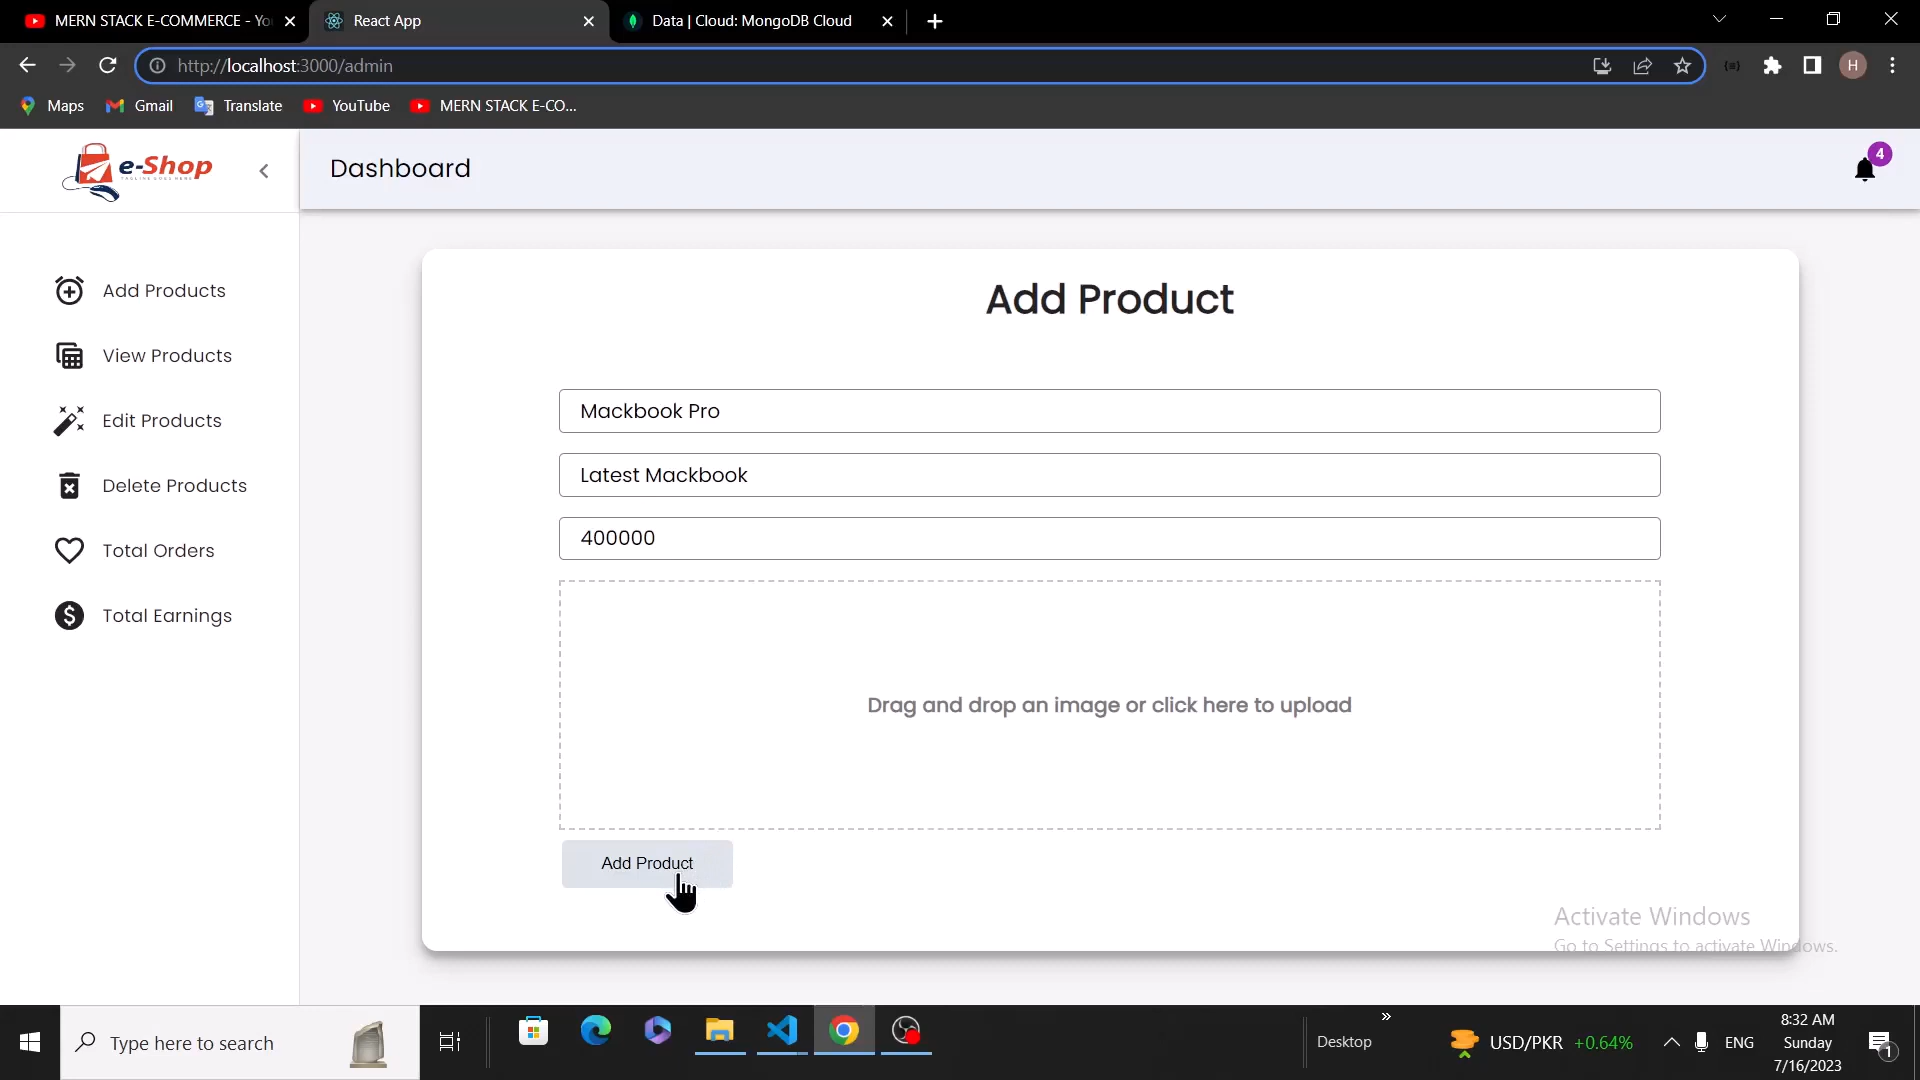 MERN STACK E-COMMERCE - Yo
React App
Data | Cloud: MongoDB Cloud
http://localhost:3000/admin
H
Maps
Gmail
Translate
YouTube
MERN STACK E-CO...
e-Shop
Dashboard
4
Add Products
View Products
Edit Products
Delete Products
Total Orders
Total Earnings
Add Product
Mackbook Pro
Latest Mackbook
400000
Drag and drop an image or click here to upload
Add Product
Activate Windows
Go to Settings to activate Windows.
Type here to search
Desktop
USD/PKR +0.64%
ENG
8:32 AM
Sunday
7/16/2023
1